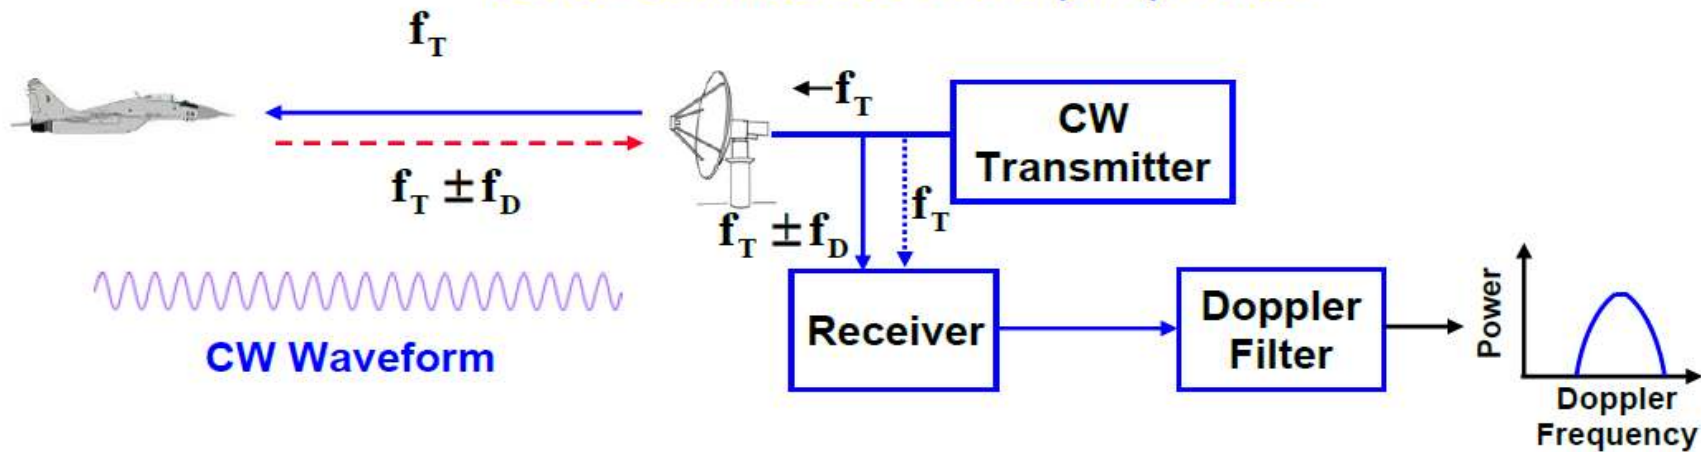 f_T
f_T ± f_D
CW Waveform
←f_T
CW
Transmitter
f_T ± f_D
f_T
Receiver
Doppler
Filter
Power
Doppler
Frequency